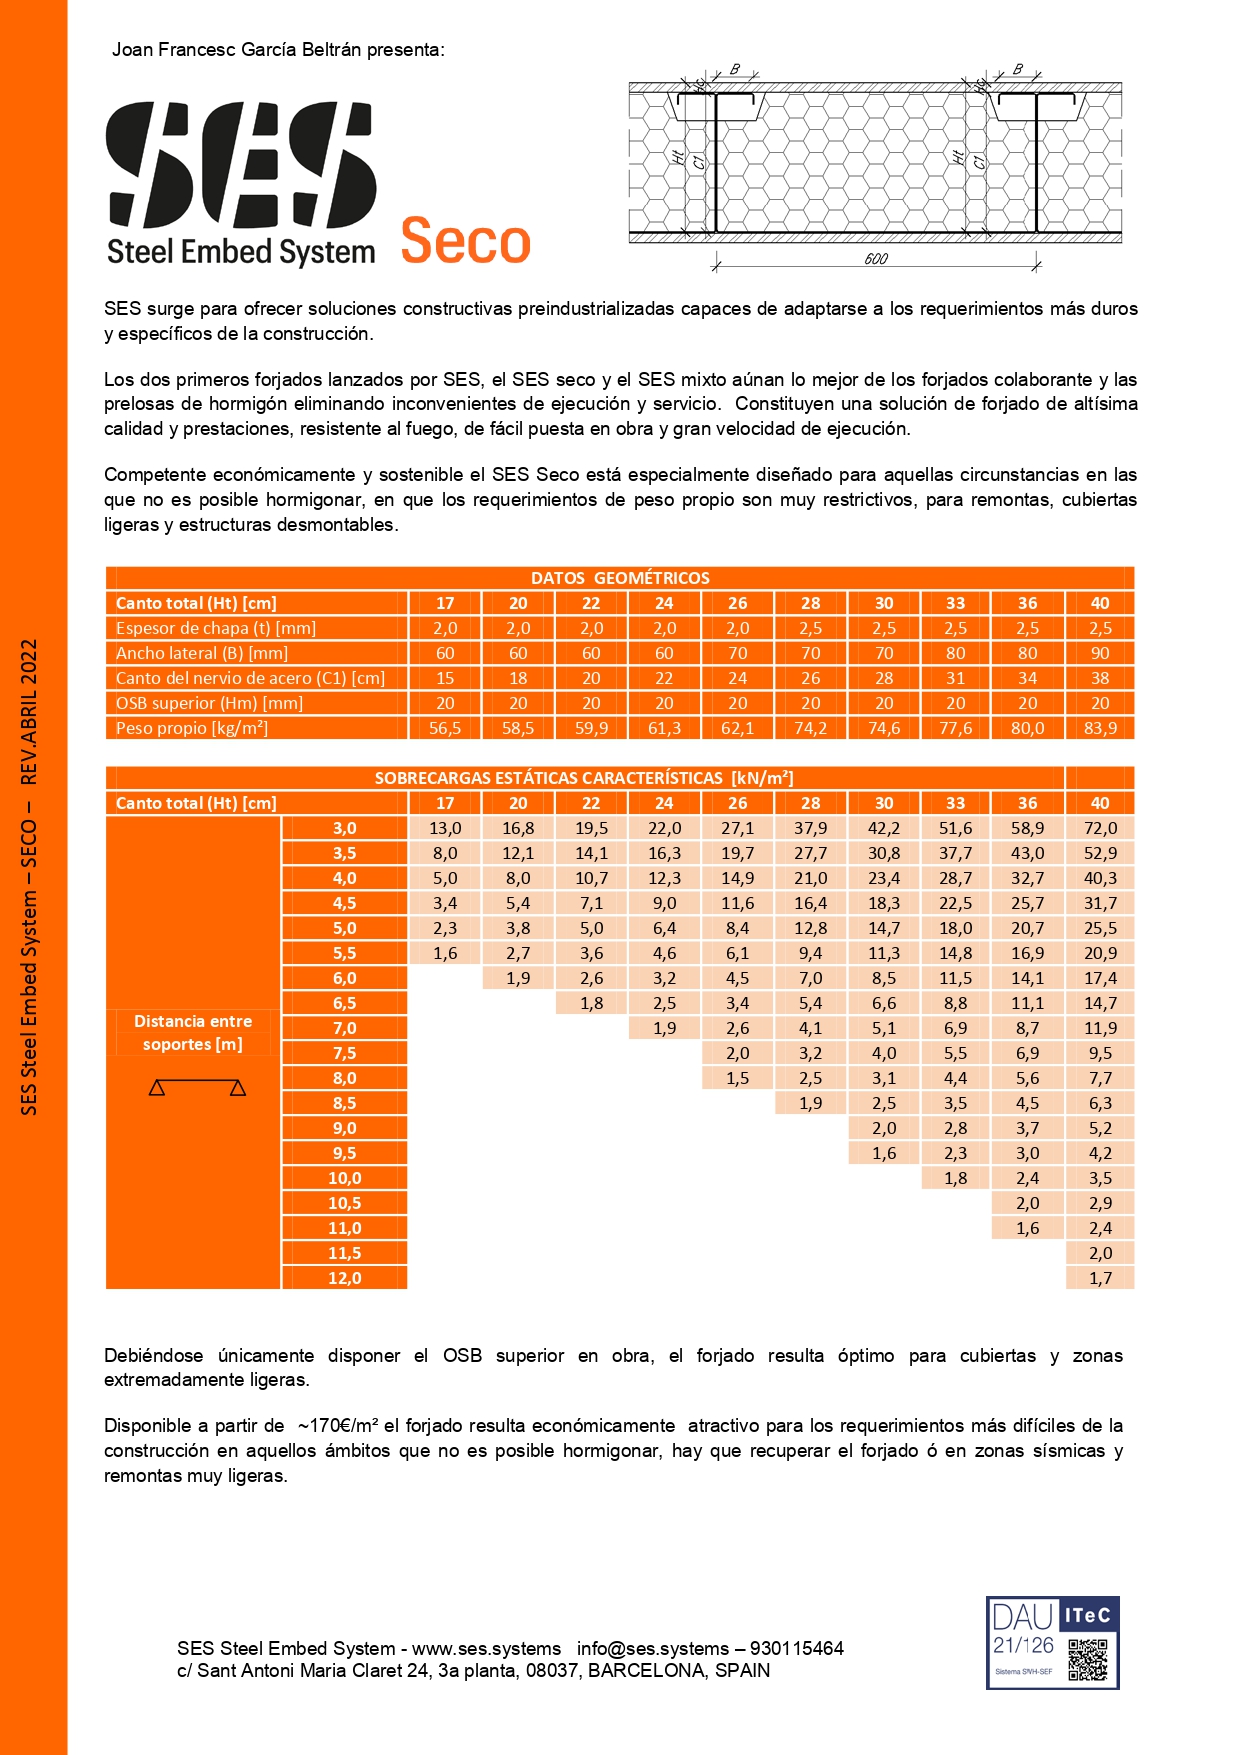 Joan Francesc García Beltrán presenta:
SES
Steel Embed System Seco
B B
Hc Hc
Ht C1 Ht C1
600
SES surge para ofrecer soluciones constructivas preindustrializadas capaces de adaptarse a los requerimientos más duros
y específicos de la construcción.
Los dos primeros forjados lanzados por SES, el SES seco y el SES mixto aúnan lo mejor de los forjados colaborante y las
prelosas de hormigón eliminando inconvenientes de ejecución y servicio. Constituyen una solución de forjado de altísima
calidad y prestaciones, resistente al fuego, de fácil puesta en obra y gran velocidad de ejecución.
Competente económicamente y sostenible el SES Seco está especialmente diseñado para aquellas circunstancias en las
que no es posible hormigonar, en que los requerimientos de peso propio son muy restrictivos, para remontas, cubiertas
ligeras y estructuras desmontables.
DATOS GEOMÉTRICOS
Canto total (Ht) [cm] 17 20 22 24 26 28 30 33 36 40
Espesor de chapa (t) [mm] 2,0 2,0 2,0 2,0 2,0 2,5 2,5 2,5 2,5 2,5
Ancho lateral (B) [mm] 60 60 60 60 70 70 70 80 80 90
Canto del nervio de acero (C1) [cm] 15 18 20 22 24 26 28 31 34 38
OSB superior (Hm) [mm] 20 20 20 20 20 20 20 20 20 20
Peso propio [kg/m²] 56,5 58,5 59,9 61,3 62,1 74,2 74,6 77,6 80,0 83,9
SOBRECARGAS ESTÁTICAS CARACTERÍSTICAS [kN/m²]
Canto total (Ht) [cm] 17 20 22 24 26 28 30 33 36 40
3,0 13,0 16,8 19,5 22,0 27,1 37,9 42,2 51,6 58,9 72,0
3,5 8,0 12,1 14,1 16,3 19,7 27,7 30,8 37,7 43,0 52,9
4,0 5,0 8,0 10,7 12,3 14,9 21,0 23,4 28,7 32,7 40,3
4,5 3,4 5,4 7,1 9,0 11,6 16,4 18,3 22,5 25,7 31,7
5,0 2,3 3,8 5,0 6,4 8,4 12,8 14,7 18,0 20,7 25,5
5,5 1,6 2,7 3,6 4,6 6,1 9,4 11,3 14,8 16,9 20,9
6,0 1,9 2,6 3,2 4,5 7,0 8,5 11,5 14,1 17,4
6,5 1,8 2,5 3,4 5,4 6,6 8,8 11,1 14,7
Distancia entre
soportes [m]
7,0 1,9 2,6 4,1 5,1 6,9 8,7 11,9
7,5 2,0 3,2 4,0 5,5 6,9 9,5
8,0 1,5 2,5 3,1 4,4 5,6 7,7
8,5 1,9 2,5 3,5 4,5 6,3
9,0 2,0 2,8 3,7 5,2
9,5 1,6 2,3 3,0 4,2
10,0 1,8 2,4 3,5
10,5 2,0 2,9
11,0 1,6 2,4
11,5 2,0
12,0 1,7
Debiéndose únicamente disponer el OSB superior en obra, el forjado resulta óptimo para cubiertas y zonas
extremadamente ligeras.
Disponible a partir de ~170€/m² el forjado resulta económicamente atractivo para los requerimientos más difíciles de la
construcción en aquellos ámbitos que no es posible hormigonar, hay que recuperar el forjado ó en zonas sísmicas y
remontas muy ligeras.
SES Steel Embed System - www.ses.systems info@ses.systems – 930115464
c/ Sant Antoni Maria Claret 24, 3a planta, 08037, BARCELONA, SPAIN
DAU ITeC
21/126
Sistema SWH-SEF
SES Steel Embed System – SECO – REV.ABRIL 2022